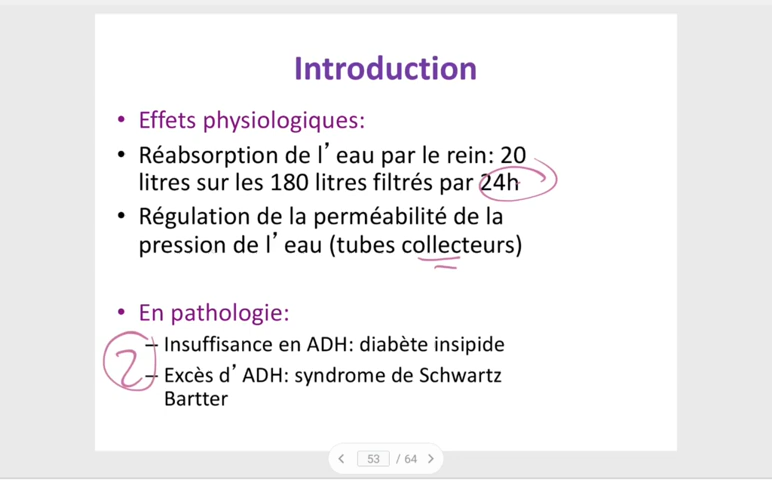 Introduction
• Effets physiologiques:
• Réabsorption de l’eau par le rein: 20
litres sur les 180 litres filtrés par 24h
• Régulation de la perméabilité de la
pression de l’eau (tubes collecteurs)
• En pathologie:
– Insuffisance en ADH: diabète insipide
2
– Excès d’ADH: syndrome de Schwartz
Bartter
53 / 64